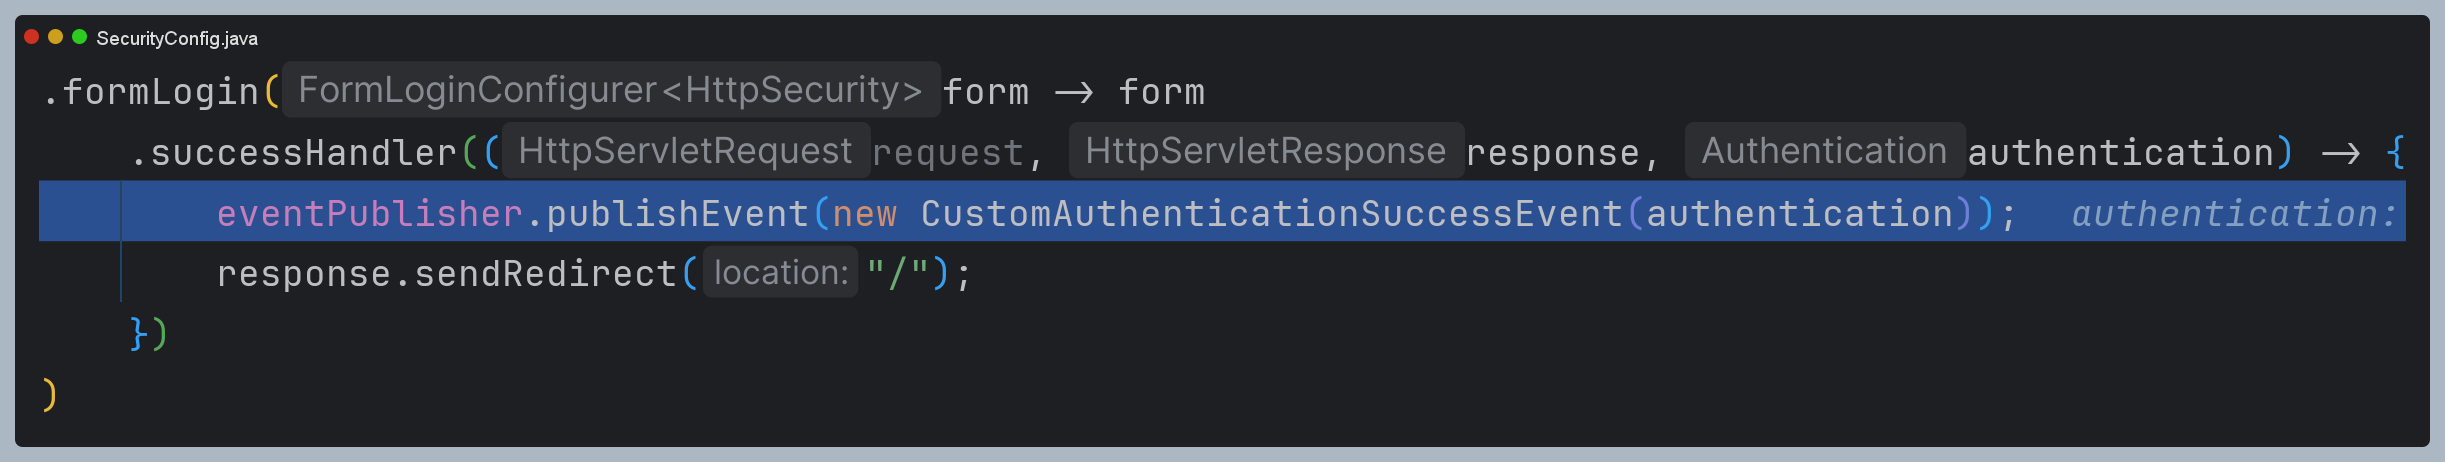 SecurityConfig.java
.formLogin( FormLoginConfigurer<HttpSecurity> form -> form
.successHandler(( HttpServletRequest request, HttpServletResponse response, Authentication authentication) -> {
eventPublisher.publishEvent(new CustomAuthenticationSuccessEvent(authentication)); authentication:
response.sendRedirect( location: "/");
})
)